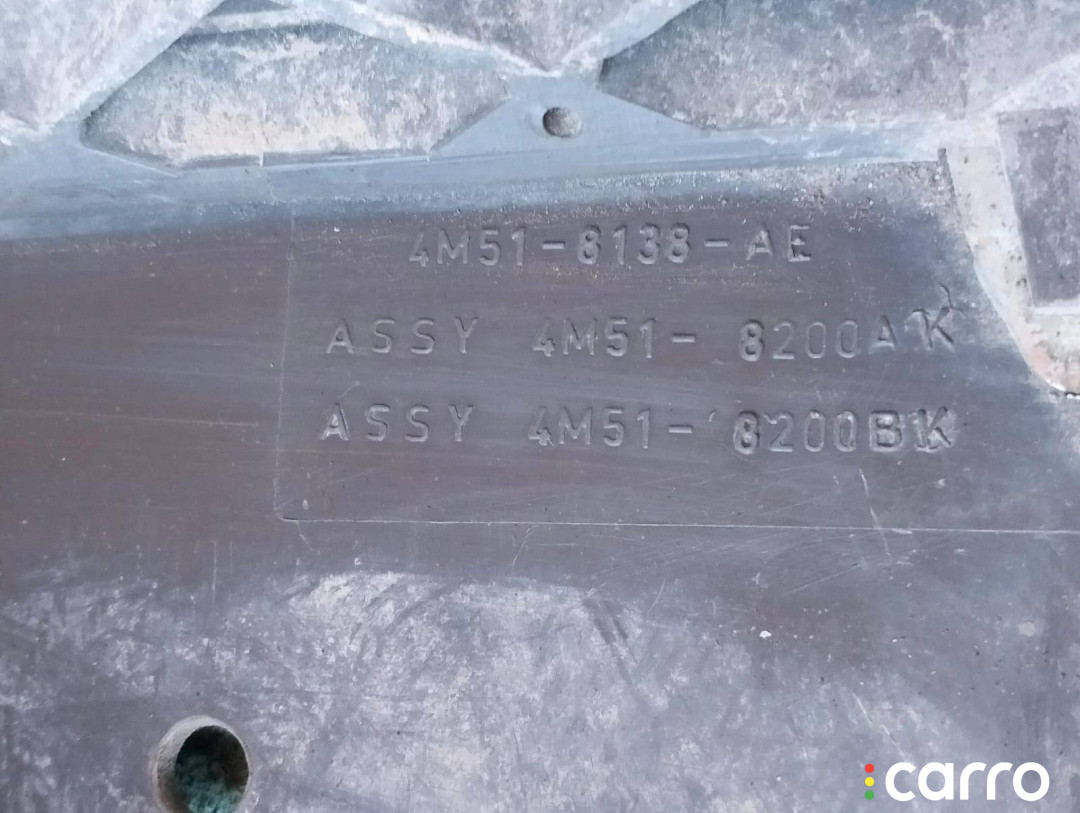 4M51-8138-AE
ASSY 4M51- 8200AK
ASSY 4M51- 8200BK
carro